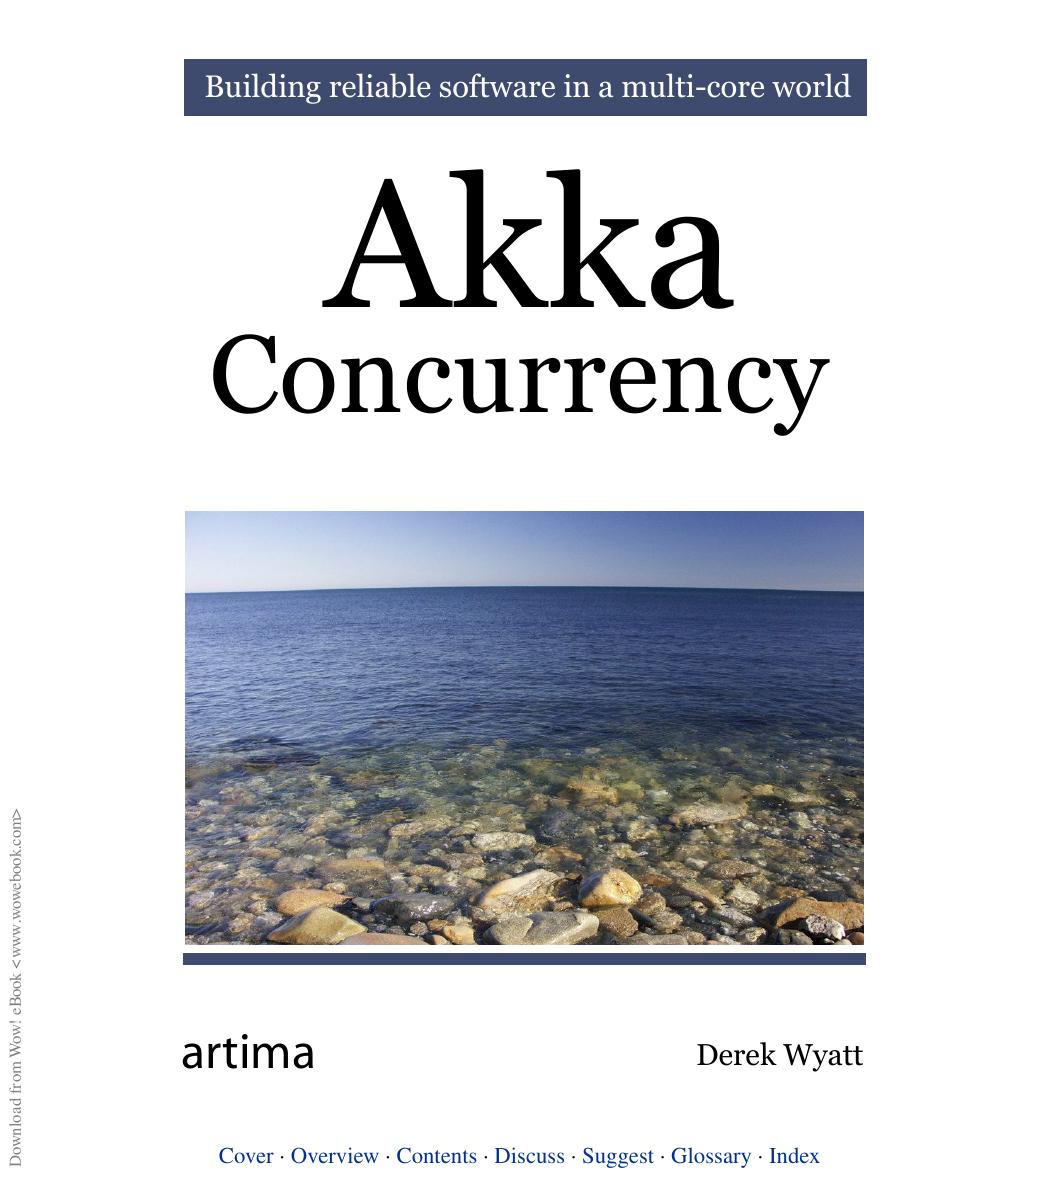 Building reliable software in a multi-core world
Akka
Concurrency
artima
Derek Wyatt
Cover · Overview · Contents · Discuss · Suggest · Glossary · Index
Download from Wow! eBook <www.wowebook.com>